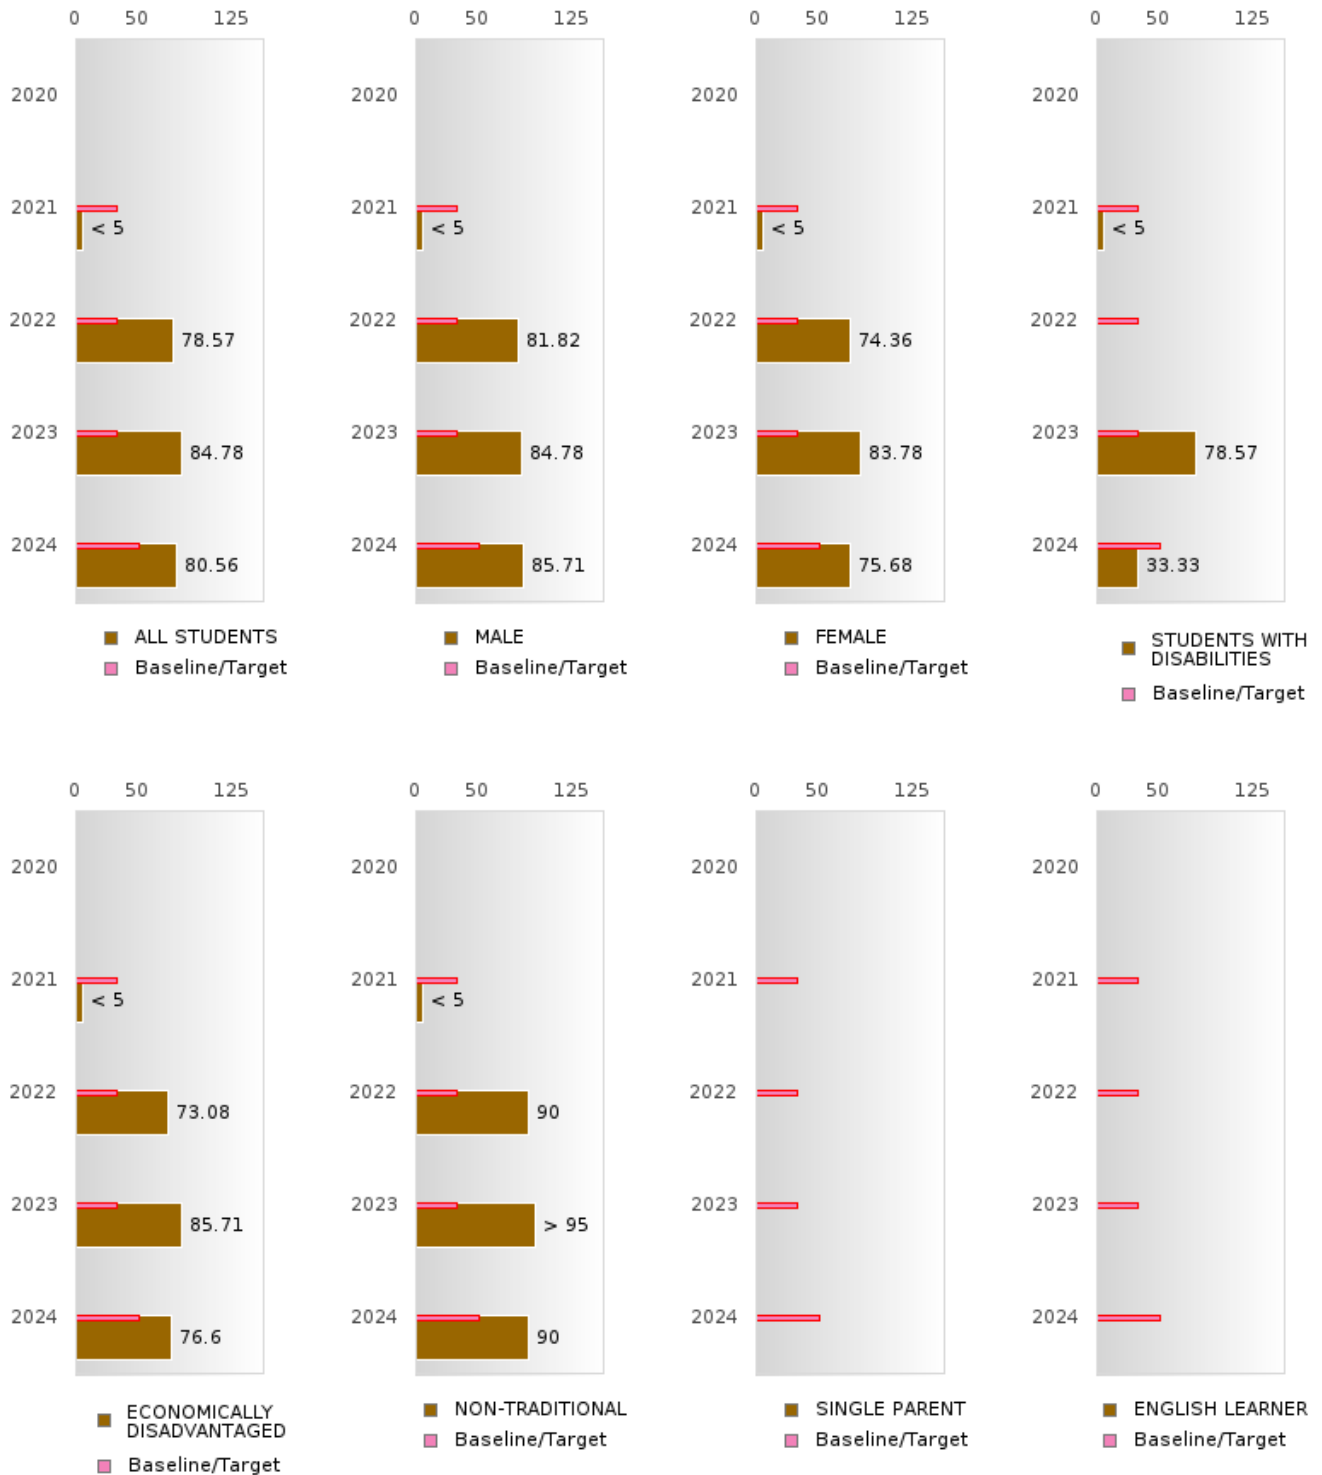 0 50 125
2020
2021
< 5
2022
78.57
2023
84.78
2024
80.56
ALL STUDENTS
Baseline/Target
0 50 125
2020
2021
< 5
2022
81.82
2023
84.78
2024
85.71
MALE
Baseline/Target
0 50 125
2020
2021
< 5
2022
74.36
2023
83.78
2024
75.68
FEMALE
Baseline/Target
0 50 125
2020
2021
< 5
2022
2023
78.57
2024
33.33
STUDENTS WITH
DISABILITIES
Baseline/Target
0 50 125
2020
2021
< 5
2022
73.08
2023
85.71
2024
76.6
ECONOMICALLY
DISADVANTAGED
Baseline/Target
0 50 125
2020
2021
< 5
2022
90
2023
> 95
2024
90
NON-TRADITIONAL
Baseline/Target
0 50 125
2020
2021
2022
2023
2024
SINGLE PARENT
Baseline/Target
0 50 125
2020
2021
2022
2023
2024
ENGLISH LEARNER
Baseline/Target